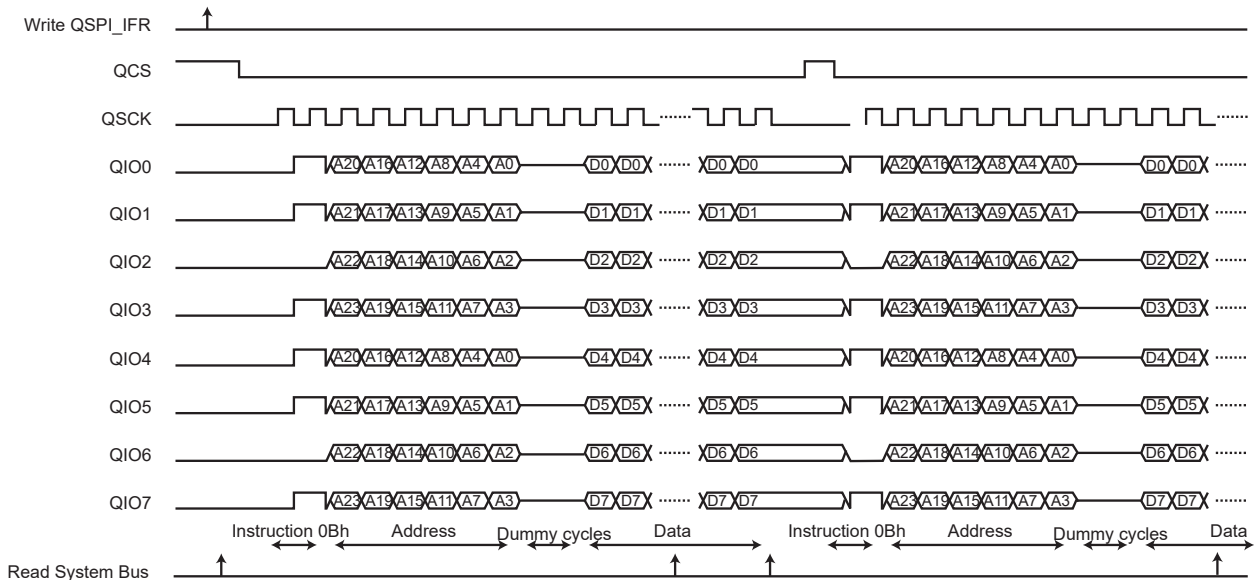 Write QSPI_IFR
QCS
QSCK
QIO0 A20 A16 A12 A8 A4 A0 D0 D0 D0 D0 A20 A16 A12 A8 A4 A0 D0 D0
QIO1 A21 A17 A13 A9 A5 A1 D1 D1 D1 D1 A21 A17 A13 A9 A5 A1 D1 D1
QIO2 A22 A18 A14 A10 A6 A2 D2 D2 D2 D2 A22 A18 A14 A10 A6 A2 D2 D2
QIO3 A23 A19 A15 A11 A7 A3 D3 D3 D3 D3 A23 A19 A15 A11 A7 A3 D3 D3
QIO4 A20 A16 A12 A8 A4 A0 D4 D4 D4 D4 A20 A16 A12 A8 A4 A0 D4 D4
QIO5 A21 A17 A13 A9 A5 A1 D5 D5 D5 D5 A21 A17 A13 A9 A5 A1 D5 D5
QIO6 A22 A18 A14 A10 A6 A2 D6 D6 D6 D6 A22 A18 A14 A10 A6 A2 D6 D6
QIO7 A23 A19 A15 A11 A7 A3 D7 D7 D7 D7 A23 A19 A15 A11 A7 A3 D7 D7
Instruction 0Bh Address Dummy cycles Data Instruction 0Bh Address Dummy cycles Data
Read System Bus